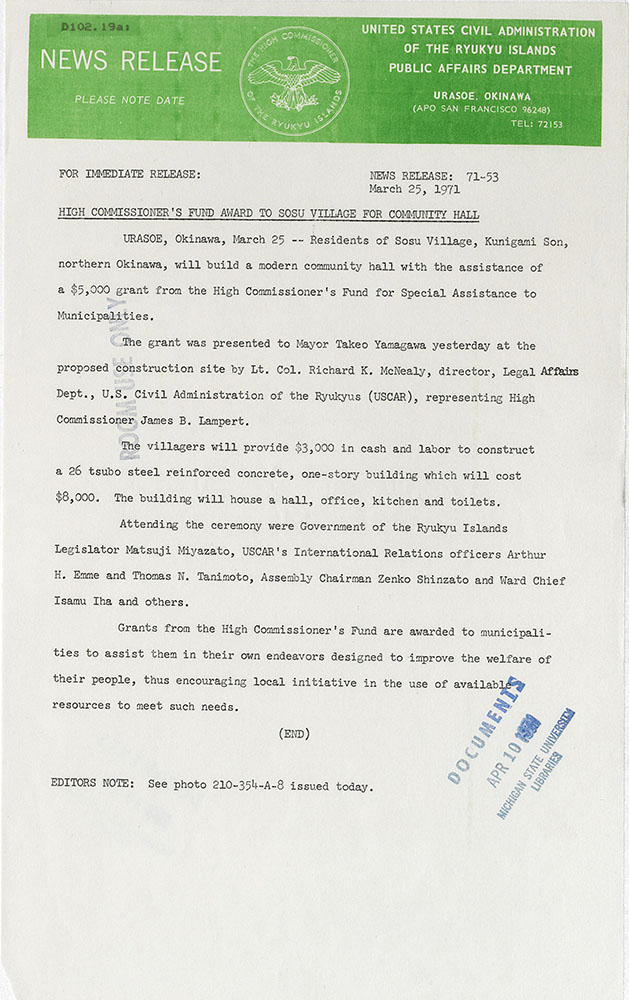 D102.19a:
NEWS RELEASE
PLEASE NOTE DATE
THE HIGH COMMISSIONER
OF THE RYUKYU ISLANDS
UNITED STATES CIVIL ADMINISTRATION
OF THE RYUKYU ISLANDS
PUBLIC AFFAIRS DEPARTMENT
URASOE, OKINAWA
(APO SAN FRANCISCO 96248)
TEL: 72153
FOR IMMEDIATE RELEASE:
NEWS RELEASE: 71-53
March 25, 1971
HIGH COMMISSIONER'S FUND AWARD TO SOSU VILLAGE FOR COMMUNITY HALL
URASOE, Okinawa, March 25 -- Residents of Sosu Village, Kunigami Son,
northern Okinawa, will build a modern community hall with the assistance of
a $5,000 grant from the High Commissioner's Fund for Special Assistance to
Municipalities.
The grant was presented to Mayor Takeo Yamagawa yesterday at the
proposed construction site by Lt. Col. Richard K. McNealy, director, Legal Affairs
Dept., U.S. Civil Administration of the Ryukyus (USCAR), representing High
Commissioner James B. Lampert.
The villagers will provide $3,000 in cash and labor to construct
a 26 tsubo steel reinforced concrete, one-story building which will cost
$8,000. The building will house a hall, office, kitchen and toilets.
Attending the ceremony were Government of the Ryukyu Islands
Legislator Matsuji Miyazato, USCAR's International Relations officers Arthur
H. Emme and Thomas N. Tanimoto, Assembly Chairman Zenko Shinzato and Ward Chief
Isamu Iha and others.
Grants from the High Commissioner's Fund are awarded to municipali-
ties to assist them in their own endeavors designed to improve the welfare of
their people, thus encouraging local initiative in the use of available
resources to meet such needs.
(END)
EDITORS NOTE: See photo 210-354-A-8 issued today.
ROOM USE ONLY
DOCUMENTS
APR 10
MICHIGAN STATE UNIVERSITY
LIBRARIES